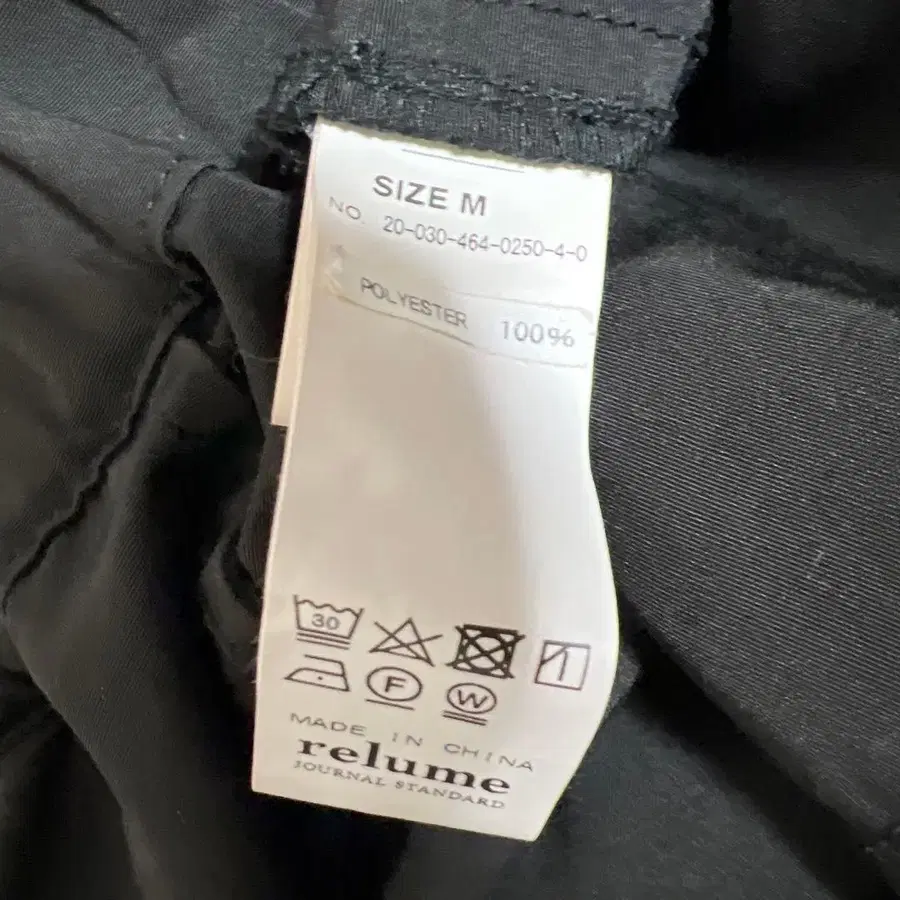 SIZE M
NO. 20-030-464-0250-4-0
POLYESTER 100%
30
F W
MADE IN CHINA
relume
JOURNAL STANDARD